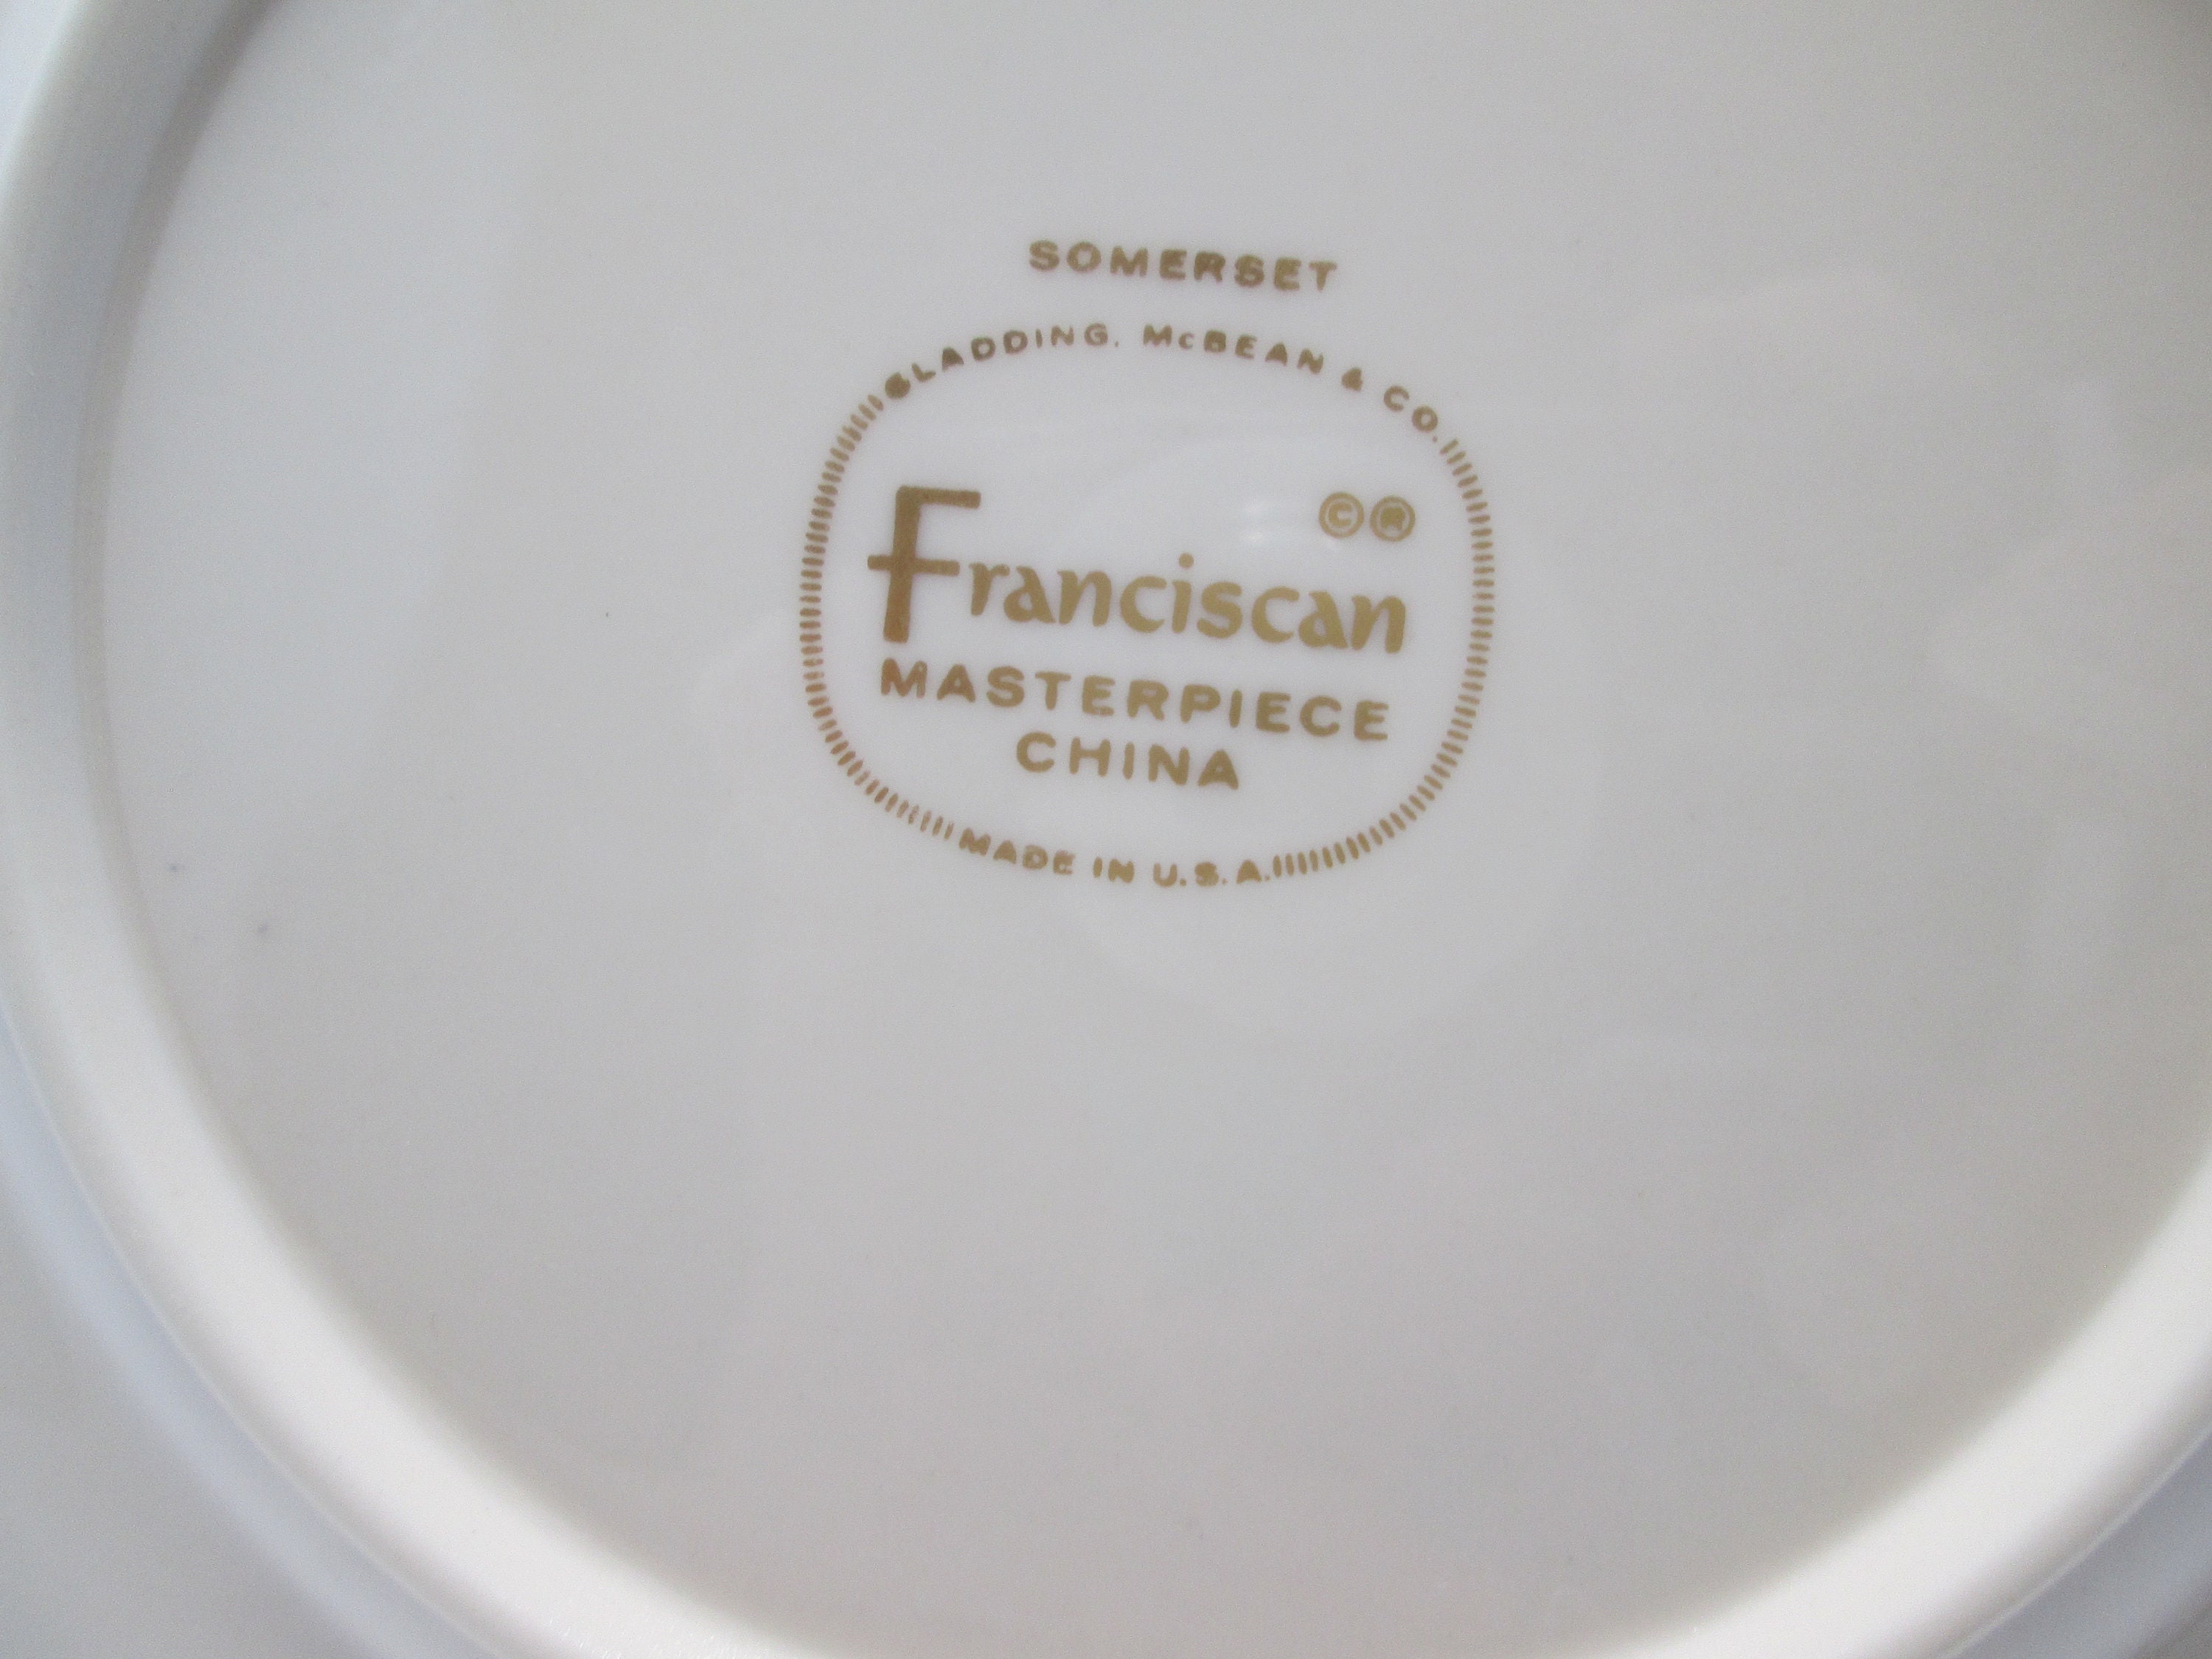 SOMERSET
GLADDING, McBEAN & CO.
©®
Franciscan
MASTERPIECE
CHINA
MADE IN U.S.A.